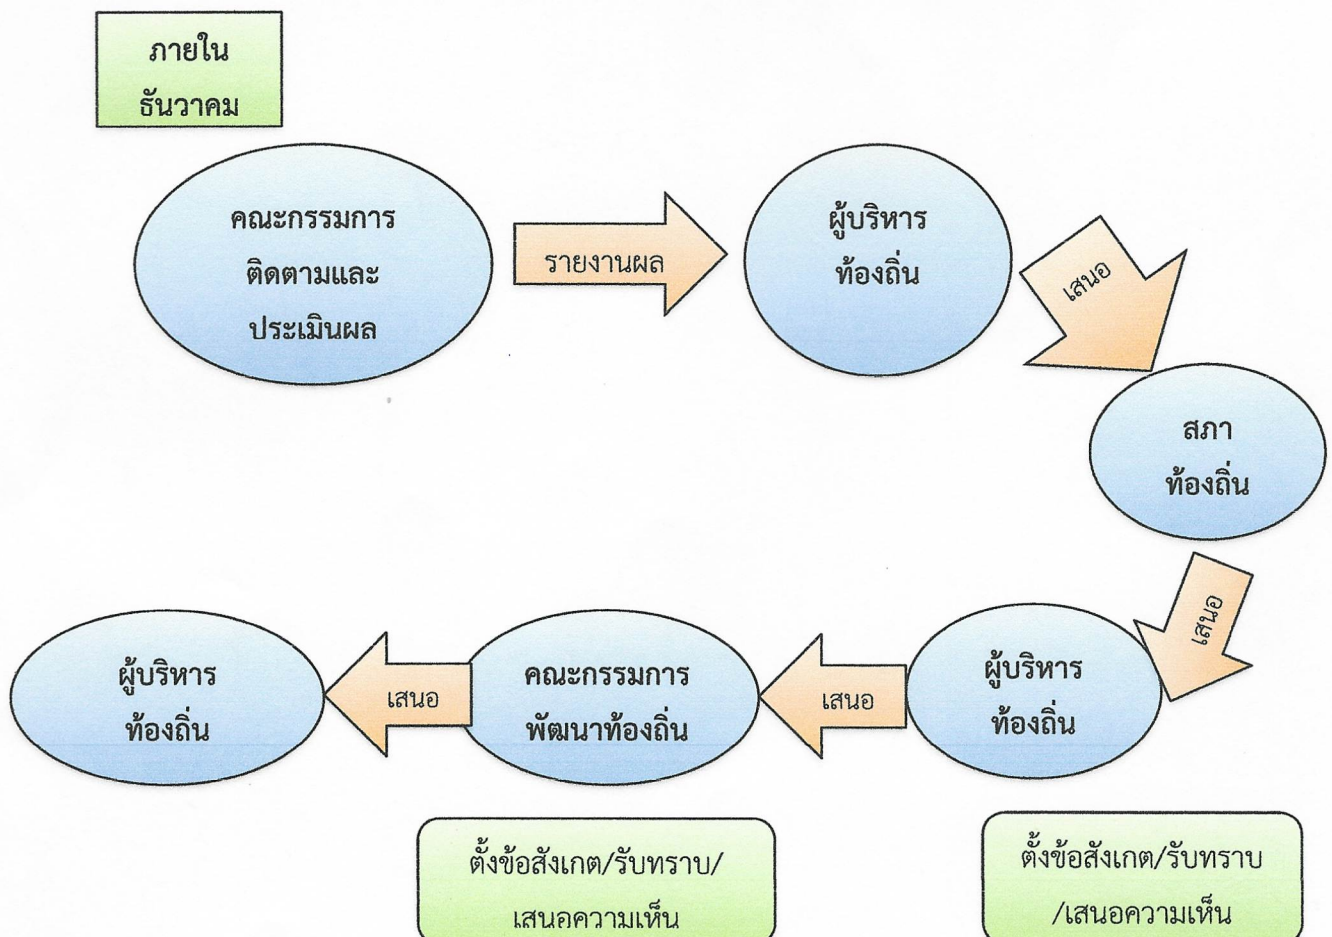 ภายใน
ธันวาคม
คณะกรรมการ
ติดตามและ
ประเมินผล
รายงานผล
ผู้บริหาร
ท้องถิ่น
เสนอ
สภา
ท้องถิ่น
เสนอ
ผู้บริหาร
ท้องถิ่น
เสนอ
คณะกรรมการ
พัฒนาท้องถิ่น
เสนอ
ผู้บริหาร
ท้องถิ่น
ตั้งข้อสังเกต/รับทราบ/
เสนอความเห็น
ตั้งข้อสังเกต/รับทราบ
/เสนอความเห็น